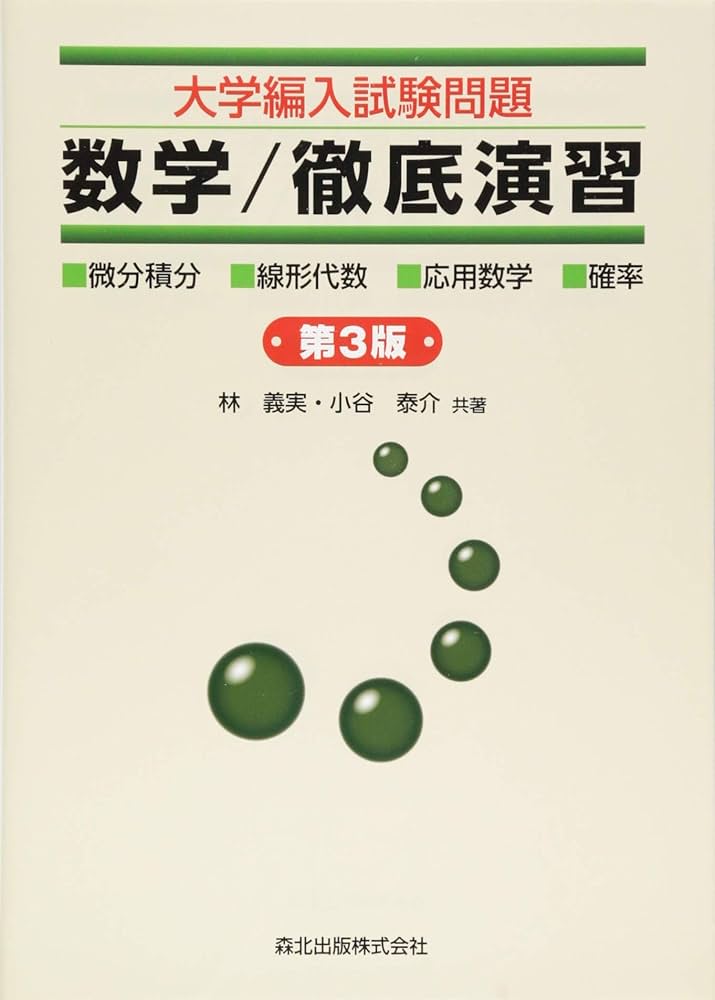 大学編入試験問題
数学/徹底演習
■微分積分 ■線形代数 ■応用数学 ■確率
・第3版・
林 義実・小谷 泰介 共著
森北出版株式会社